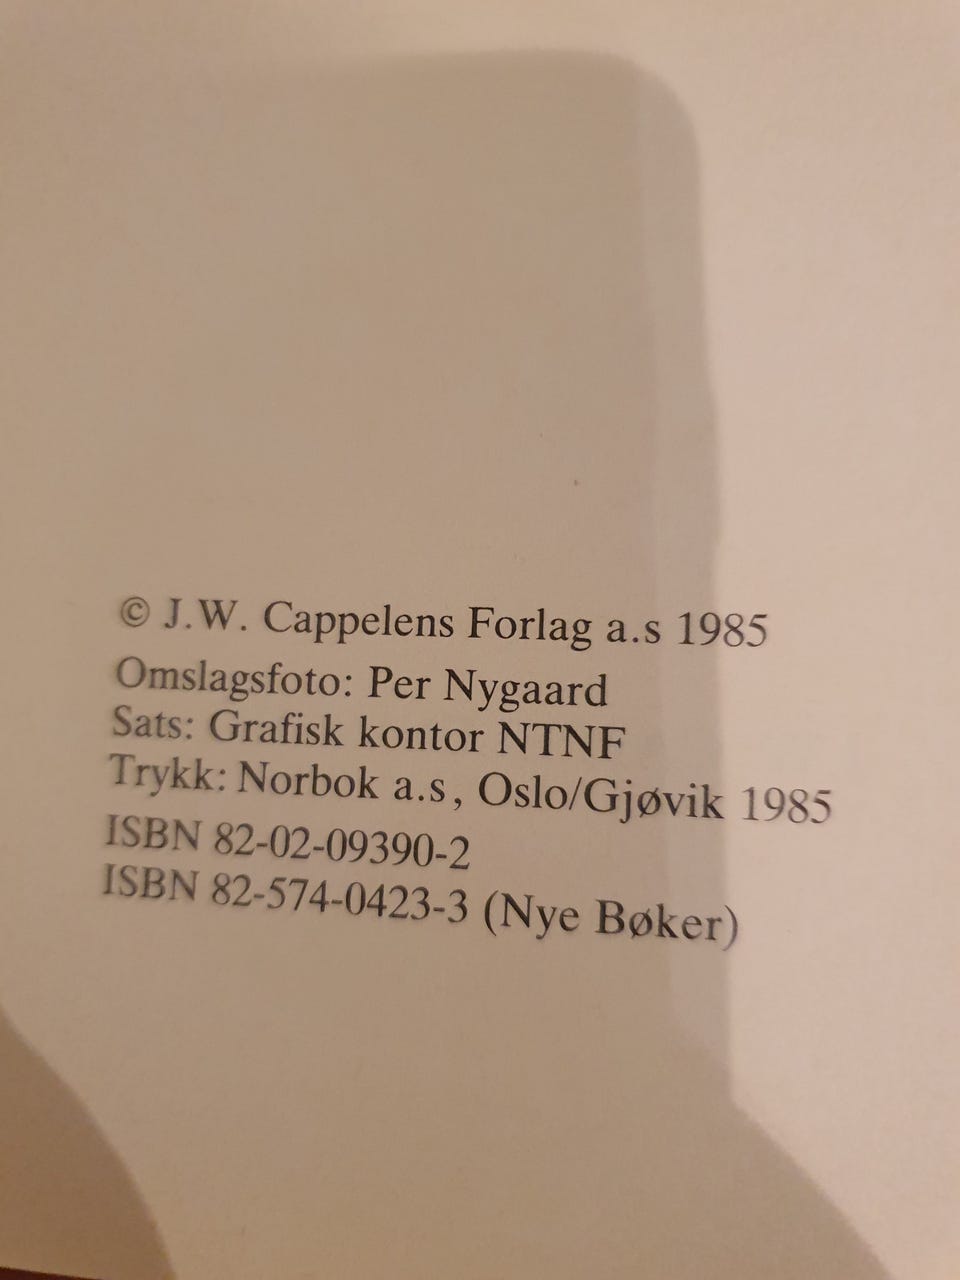 © J.W. Cappelens Forlag a.s 1985
Omslagsfoto: Per Nygaard
Sats: Grafisk kontor NTNF
Trykk: Norbok a.s, Oslo/Gjøvik 1985
ISBN 82-02-09390-2
ISBN 82-574-0423-3 (Nye Bøker)